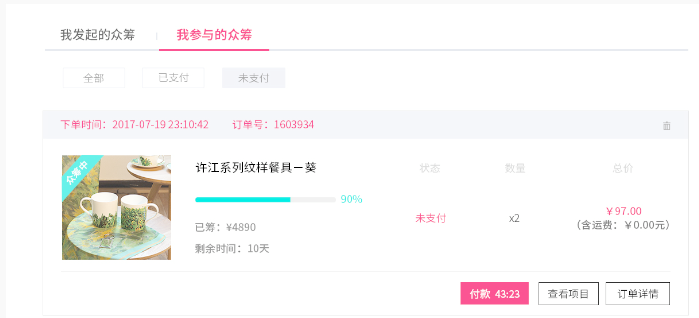 我发起的众筹 我参与的众筹
全部 已支付 未支付
下单时间：2017-07-19 23:10:42 订单号：1603934
众筹中
许江系列纹样餐具－葵 状态 数量 总价
90%
未支付 x2 ￥97.00
（含运费：￥0.00元）
已筹：¥4890
剩余时间：10天
付款 43:23 查看项目 订单详情